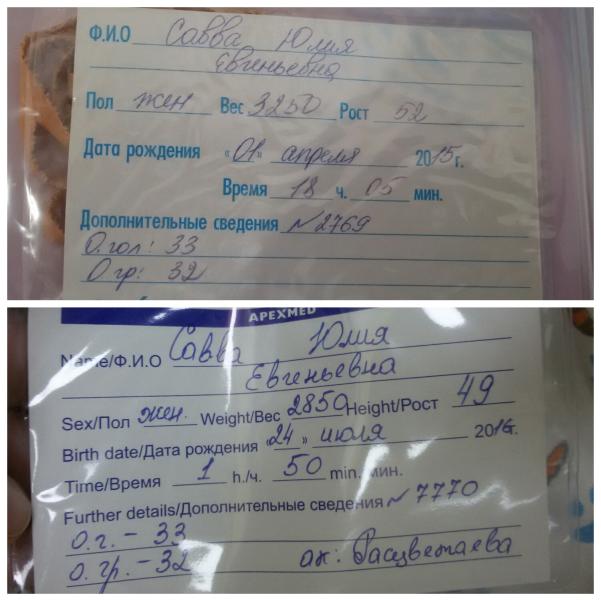 Ф.И.О Савва Юлия
Евгеньевна
Пол жен Вес 3250 Рост 52
Дата рождения «01» апреля 2015г.
Время 18 ч. 05 мин.
Дополнительные сведения №2769
О.гол: 33
О гр: 32
APEXMED
Name/Ф.И.О Савва Юлия
Евгеньевна
Sex/Пол жен. Weight/Вес 2850 Height/Рост 49
Birth date/Дата рождения «24» июля 2016г.
Time/Время 1 h./ч. 50 min. мин.
Further details/Дополнительные сведения № 7770
О.г. - 33
О.гр. - 32 ак: Расцветаева